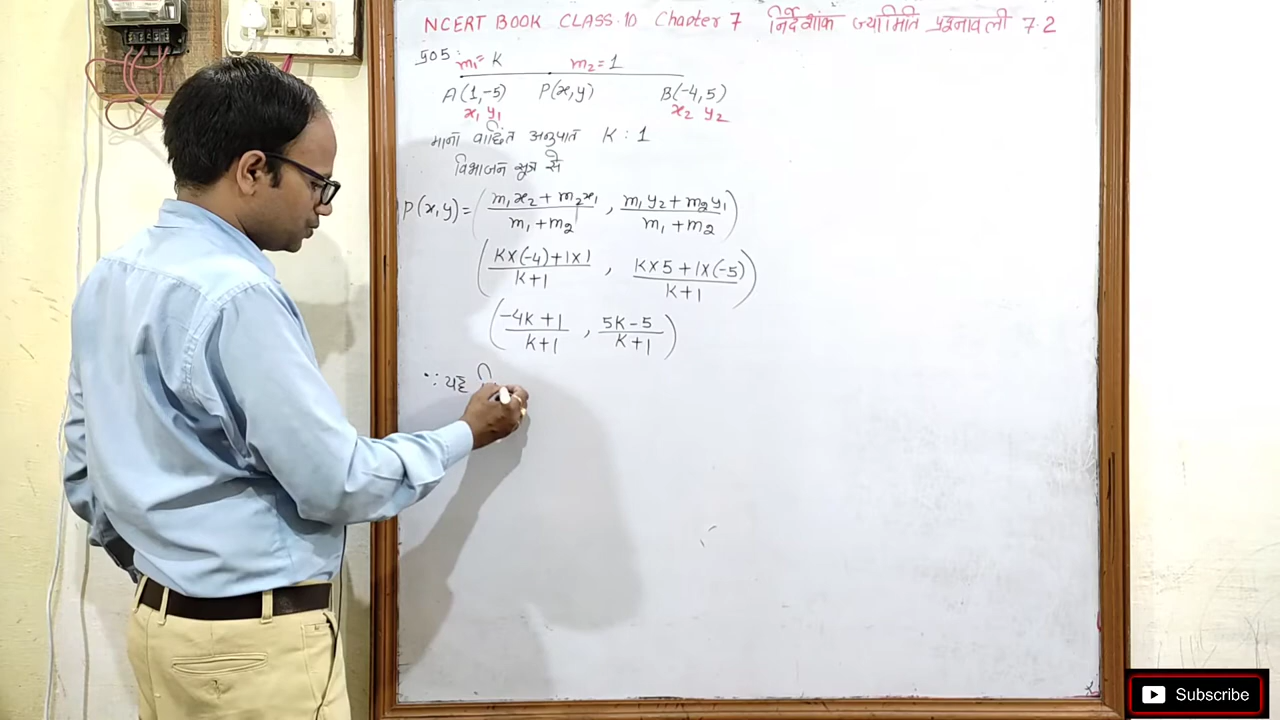 NCERT BOOK CLASS-10 Chapter 7 निर्देशांक ज्यामिति प्रश्नावली 7.2
प्र05: m₁= K m₂ = 1
A(1,-5) P(x,y) B(-4,5)
x₁ y₁ x₂ y₂
माना वांछित अनुपात K : 1
विभाजन सूत्र से
P(x,y) = ( (m₁x₂ + m₂x₁)/(m₁+m₂) , (m₁y₂ + m₂y₁)/(m₁+m₂) )
( (K×(-4)+1×1)/(K+1) , (K×5+1×(-5))/(K+1) )
( (-4K+1)/(K+1) , (5K-5)/(K+1) )
∵ यह
Subscribe